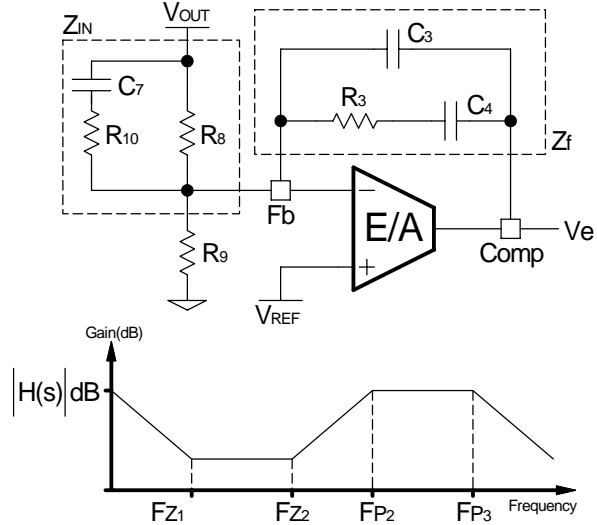 ZIN
VOUT
C7
R10
R8
C3
R3
C4
Zf
Fb
R9
E/A
−
+
Comp
Ve
VREF
Gain(dB)
|H(s)| dB
FZ1
FZ2
FP2
FP3
Frequency